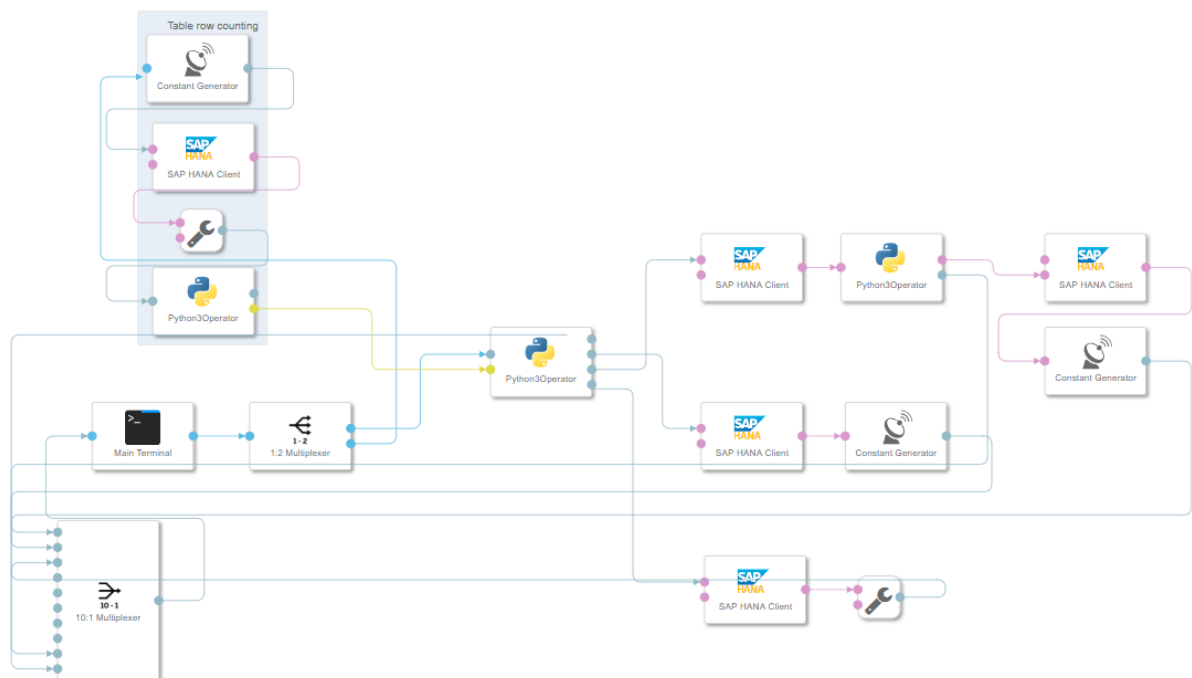 Table row counting
Constant Generator
SAP
HANA
SAP HANA Client
Python3Operator
SAP
HANA
SAP HANA Client
Python3Operator
SAP
HANA
SAP HANA Client
Python3Operator
Constant Generator
>_
Main Terminal
1 - 2
1:2 Multiplexer
SAP
HANA
SAP HANA Client
Constant Generator
10 - 1
10:1 Multiplexer
SAP
HANA
SAP HANA Client